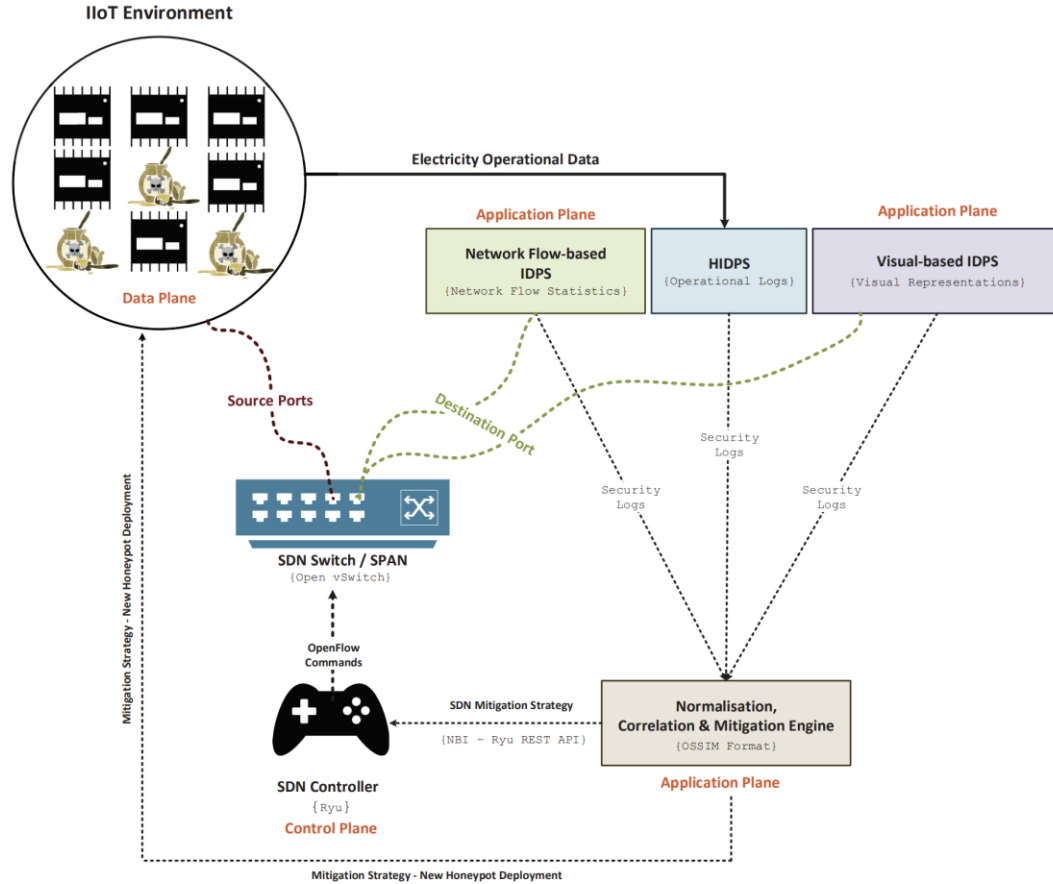 IIoT Environment
Data Plane
Electricity Operational Data
Application Plane
Application Plane
Network Flow-based
IDPS
{Network Flow Statistics}
HIDPS
{Operational Logs}
Visual-based IDPS
{Visual Representations}
Source Ports
Destination Port
Security
Logs
Security
Logs
Security
Logs
SDN Switch / SPAN
{Open vSwitch}
Mitigation Strategy - New Honeypot Deployment
OpenFlow
Commands
SDN Mitigation Strategy
{NBI - Ryu REST API}
Normalisation,
Correlation & Mitigation Engine
{OSSIM Format}
Application Plane
SDN Controller
{Ryu}
Control Plane
Mitigation Strategy - New Honeypot Deployment